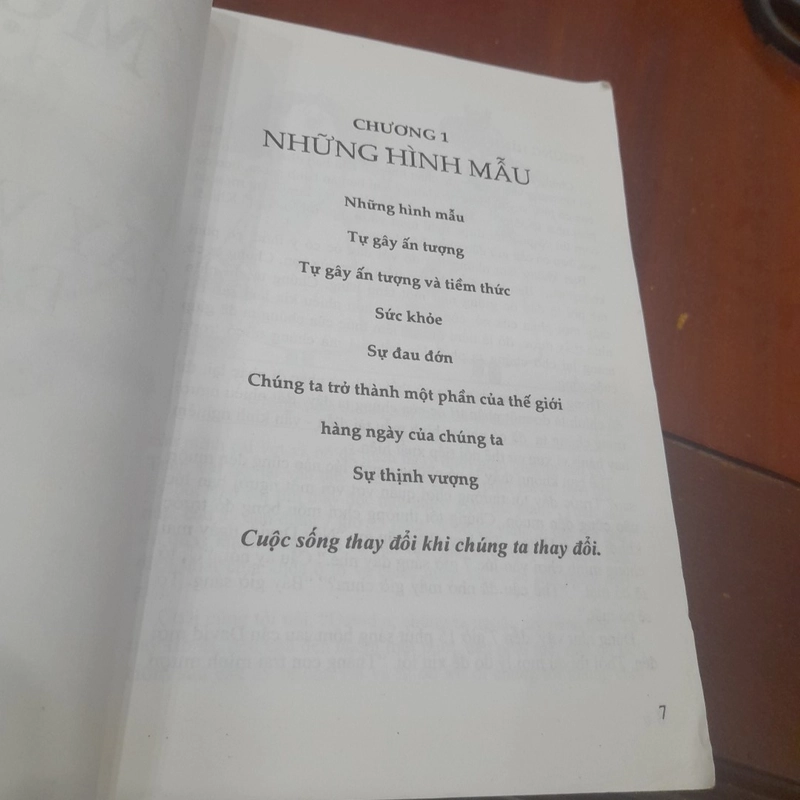 CHƯƠNG 1
NHỮNG HÌNH MẪU
Những hình mẫu
Tự gây ấn tượng
Tự gây ấn tượng và tiềm thức
Sức khỏe
Sự đau đớn
Chúng ta trở thành một phần của thế giới
hàng ngày của chúng ta
Sự thịnh vượng
Cuộc sống thay đổi khi chúng ta thay đổi.
7